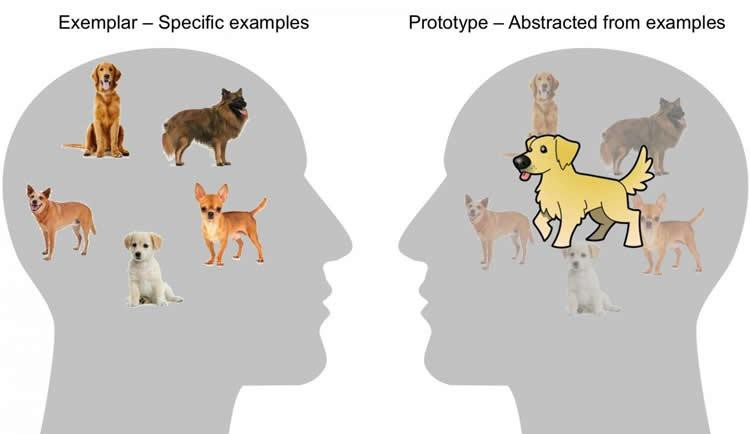 Exemplar – Specific examples
Prototype – Abstracted from examples